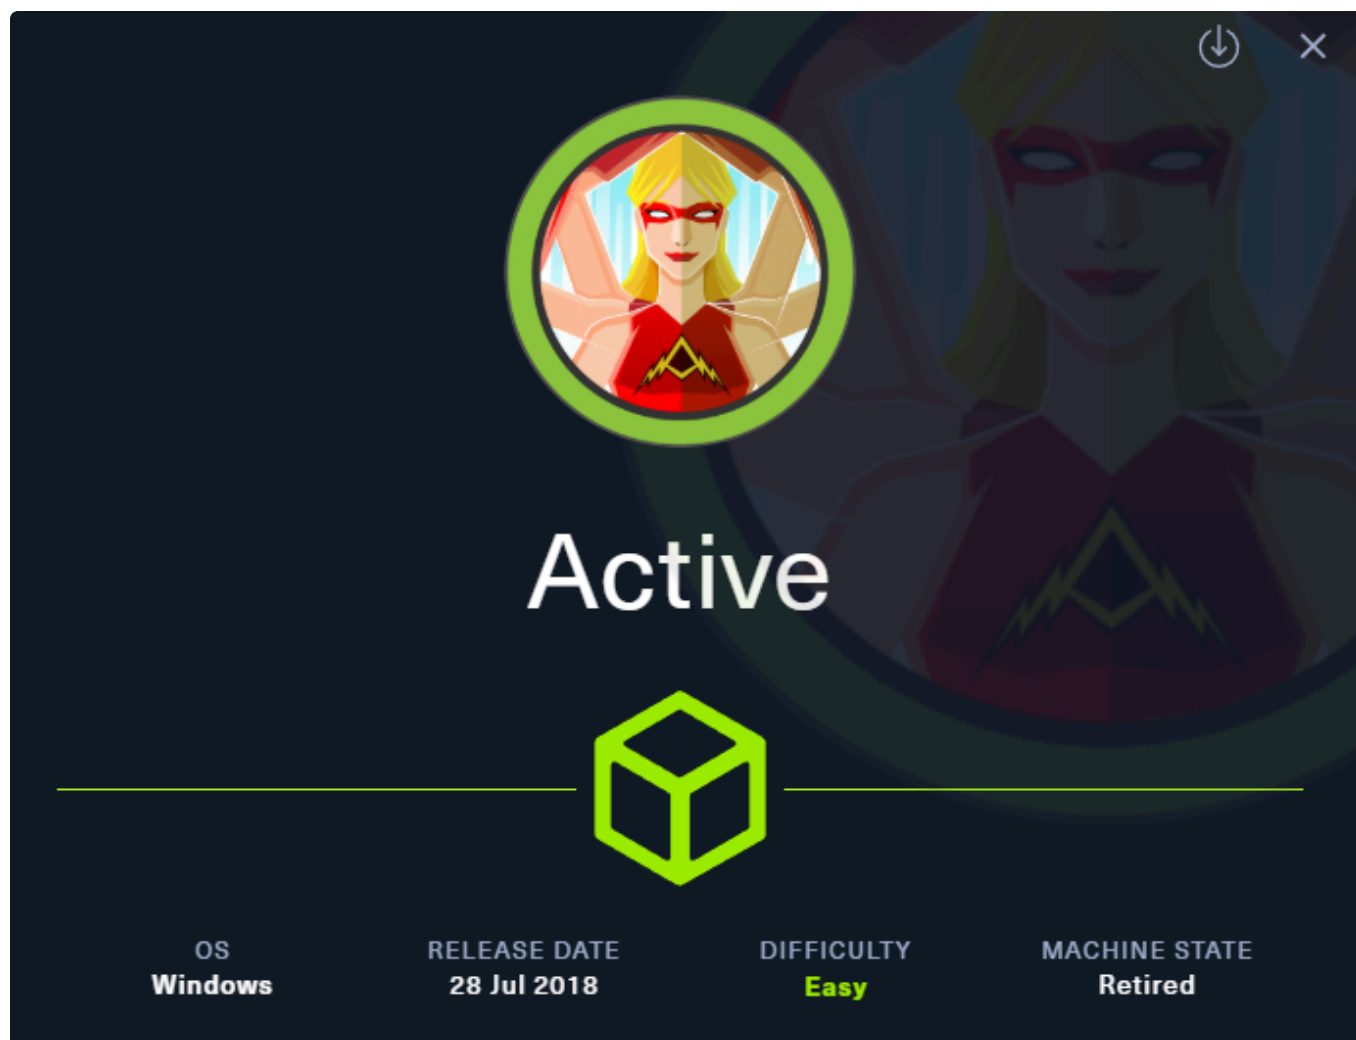 Active
OS
Windows
RELEASE DATE
28 Jul 2018
DIFFICULTY
Easy
MACHINE STATE
Retired